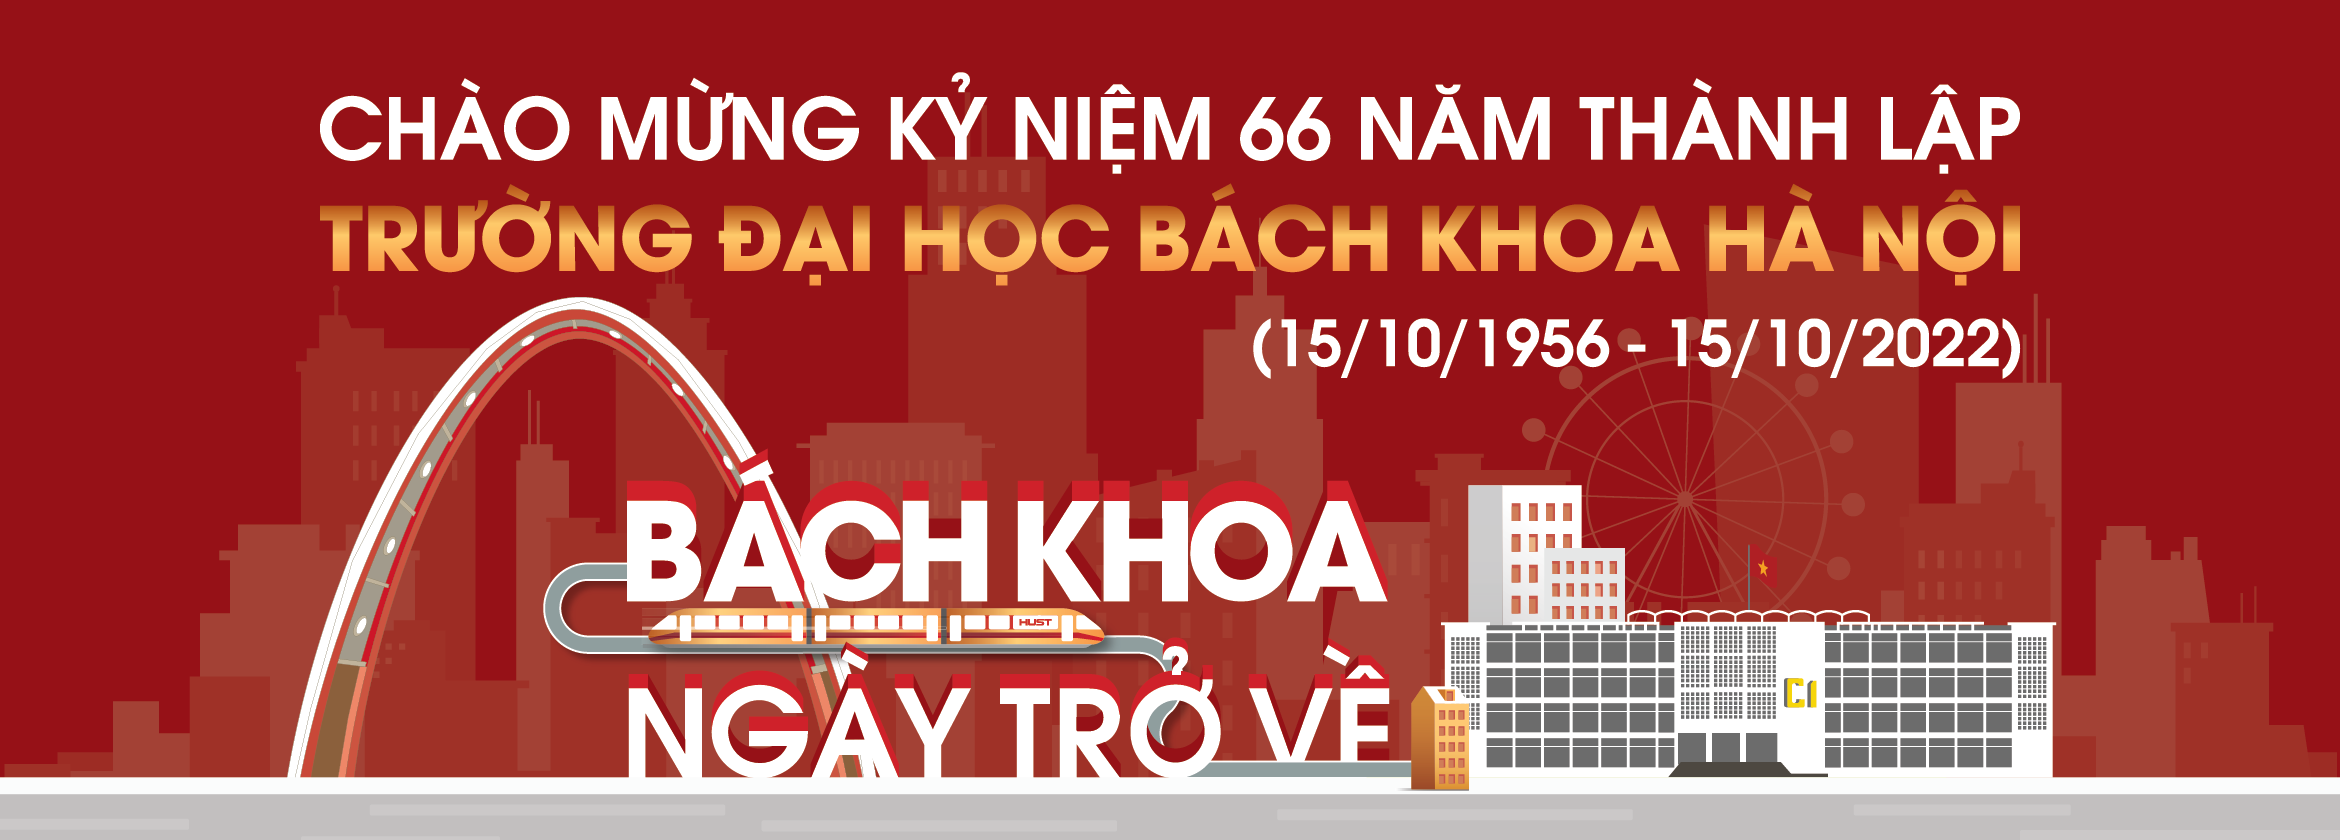 CHÀO MỪNG KỶ NIỆM 66 NĂM THÀNH LẬP
TRƯỜNG ĐẠI HỌC BÁCH KHOA HÀ NỘI
(15/10/1956 - 15/10/2022)
BÁCH KHOA
HUST
NGÀY TRỞ VỀ
C1